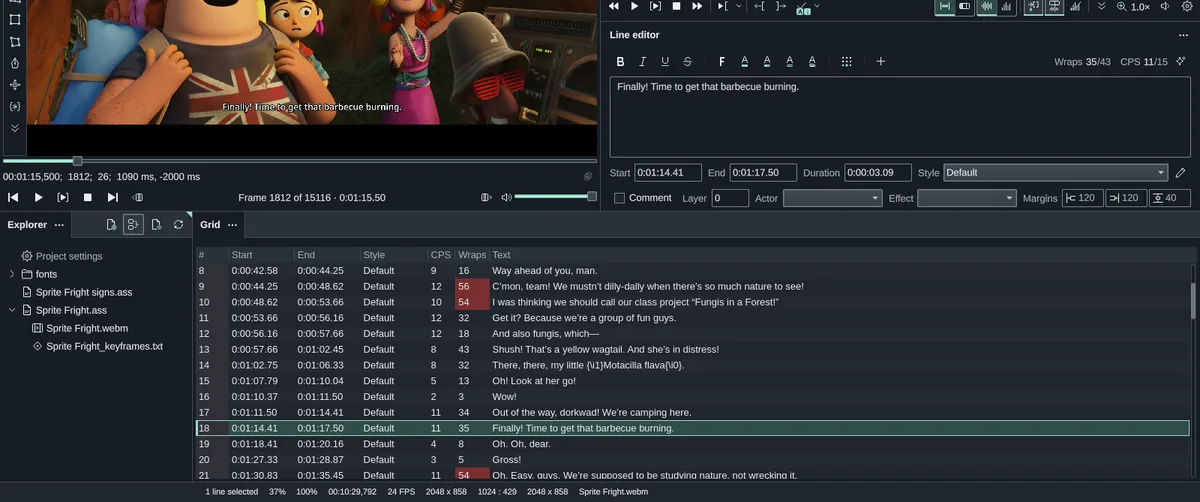 1.0×
Line editor
B I U S F A A A A
Wraps 35/43 CPS 11/15
Finally! Time to get that barbecue burning.
Finally! Time to get that barbecue burning.
00:01:15,500; 1812; 26; 1090 ms, -2000 ms
Start 0:01:14.41 End 0:01:17.50 Duration 0:00:03.09 Style Default
Frame 1812 of 15116 · 0:01:15.50
Comment Layer 0 Actor Effect Margins 120 120 40
Explorer
Grid
Project settings
fonts
Sprite Fright signs.ass
Sprite Fright.ass
Sprite Fright.webm
Sprite Fright_keyframes.txt
# Start End Style CPS Wraps Text
8 0:00:42.58 0:00:44.25 Default 9 16 Way ahead of you, man.
9 0:00:44.25 0:00:48.62 Default 12 56 C’mon, team! We mustn’t dilly-dally when there’s so much nature to see!
10 0:00:48.62 0:00:53.66 Default 10 54 I was thinking we should call our class project “Fungis in a Forest!”
11 0:00:53.66 0:00:56.16 Default 12 32 Get it? Because we’re a group of fun guys.
12 0:00:56.16 0:00:57.66 Default 12 18 And also fungis, which—
13 0:00:57.66 0:01:02.45 Default 8 43 Shush! That’s a yellow wagtail. And she’s in distress!
14 0:01:02.75 0:01:06.33 Default 8 32 There, there, my little {\i1}Motacilla flava{\i0}.
15 0:01:07.79 0:01:10.04 Default 5 13 Oh! Look at her go!
16 0:01:10.37 0:01:11.50 Default 2 3 Wow!
17 0:01:11.50 0:01:14.41 Default 11 34 Out of the way, dorkwad! We’re camping here.
18 0:01:14.41 0:01:17.50 Default 11 35 Finally! Time to get that barbecue burning.
19 0:01:18.41 0:01:20.16 Default 4 8 Oh. Oh, dear.
20 0:01:27.33 0:01:28.87 Default 3 5 Gross!
21 0:01:30.83 0:01:35.45 Default 11 54 Oh. Easy, guys. We’re supposed to be studying nature, not wrecking it.
1 line selected 37% 100% 00:10:29,792 24 FPS 2048 x 858 1024 : 429 2048 x 858 Sprite Fright.webm